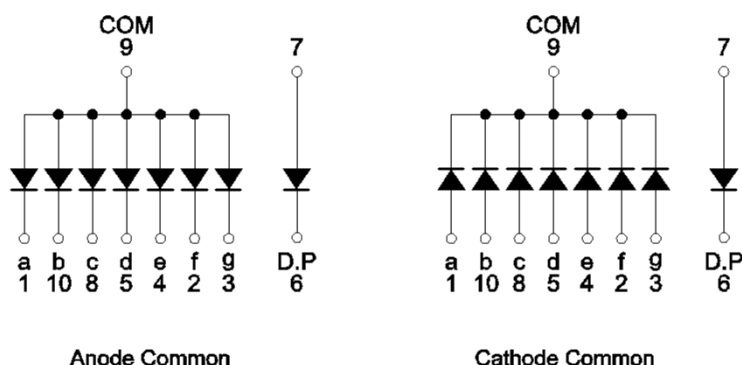 COM COM
9 7 9 7
a b c d e f g D.P a b c d e f g D.P
1 10 8 5 4 2 3 6 1 10 8 5 4 2 3 6
Anode Common Cathode Common